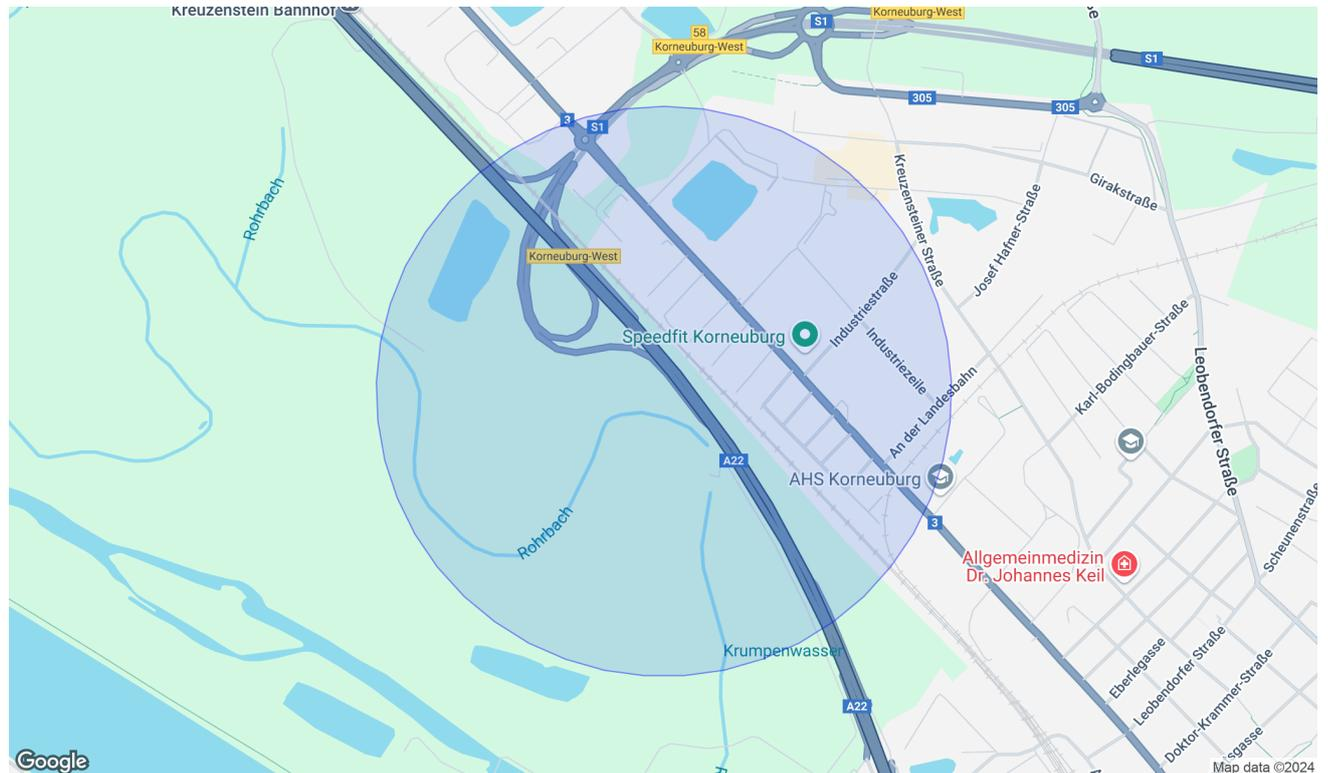 Kreuzenstein Bahnhof
S1
Korneuburg-West
58
Korneuburg-West
S1
305
305
3
S1
Rohrbach
Kreuzensteiner Straße
Girakstraße
Josef Hafner-Straße
Korneuburg-West
Industriestraße
Speedfit Korneuburg
Industriezeile
Karl-Bodingbauer-Straße
Leobendorfer Straße
An der Landesbahn
A22
AHS Korneuburg
3
Rohrbach
Scheunenstraße
Allgemeinmedizin
Dr. Johannes Keil
Krumpenwasser
Eberlegasse
Leobendorfer Straße
Doktor-Krammer-Straße
A22
Google
Map data ©2024